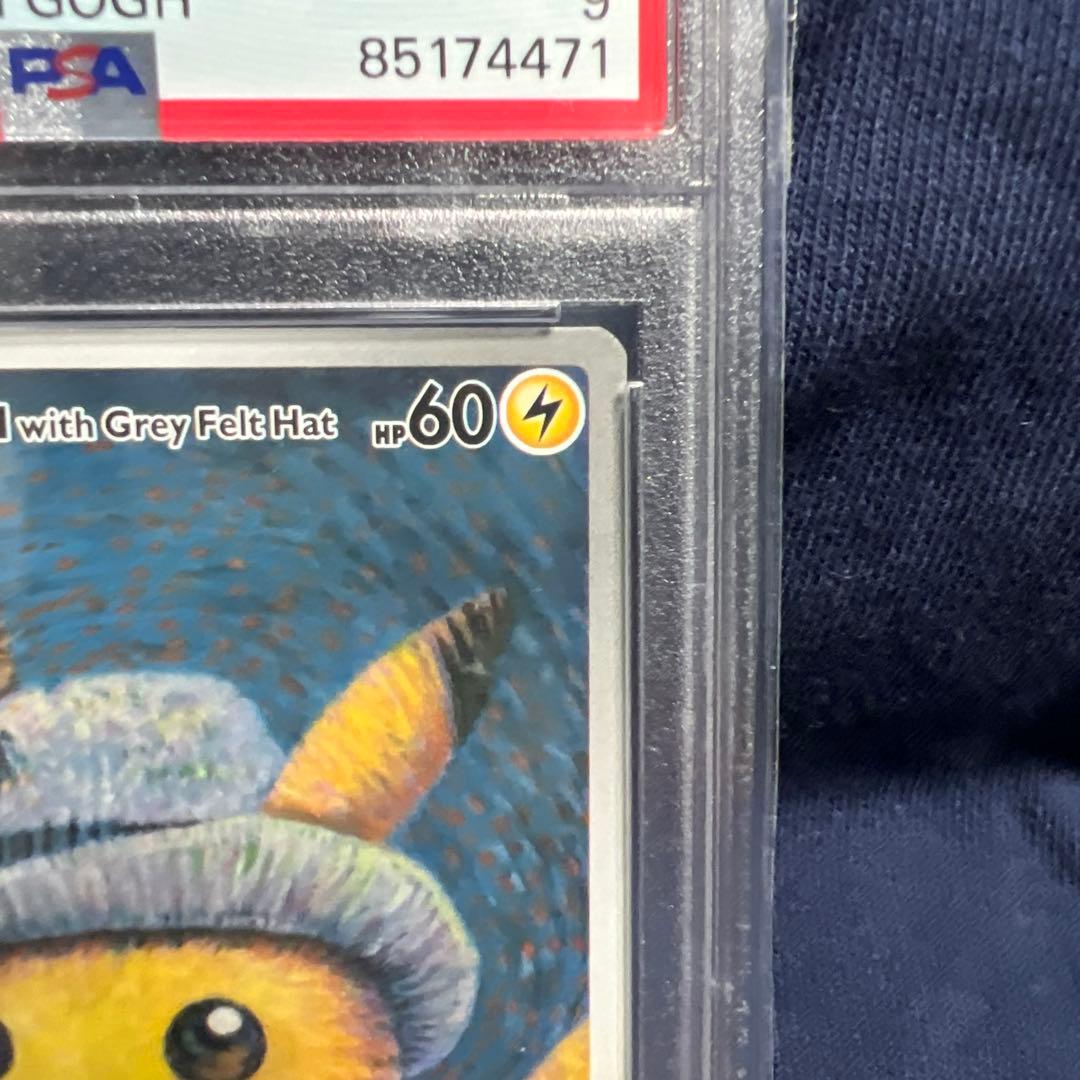 GOGH 9
PSA 85174471
with Grey Felt Hat HP60